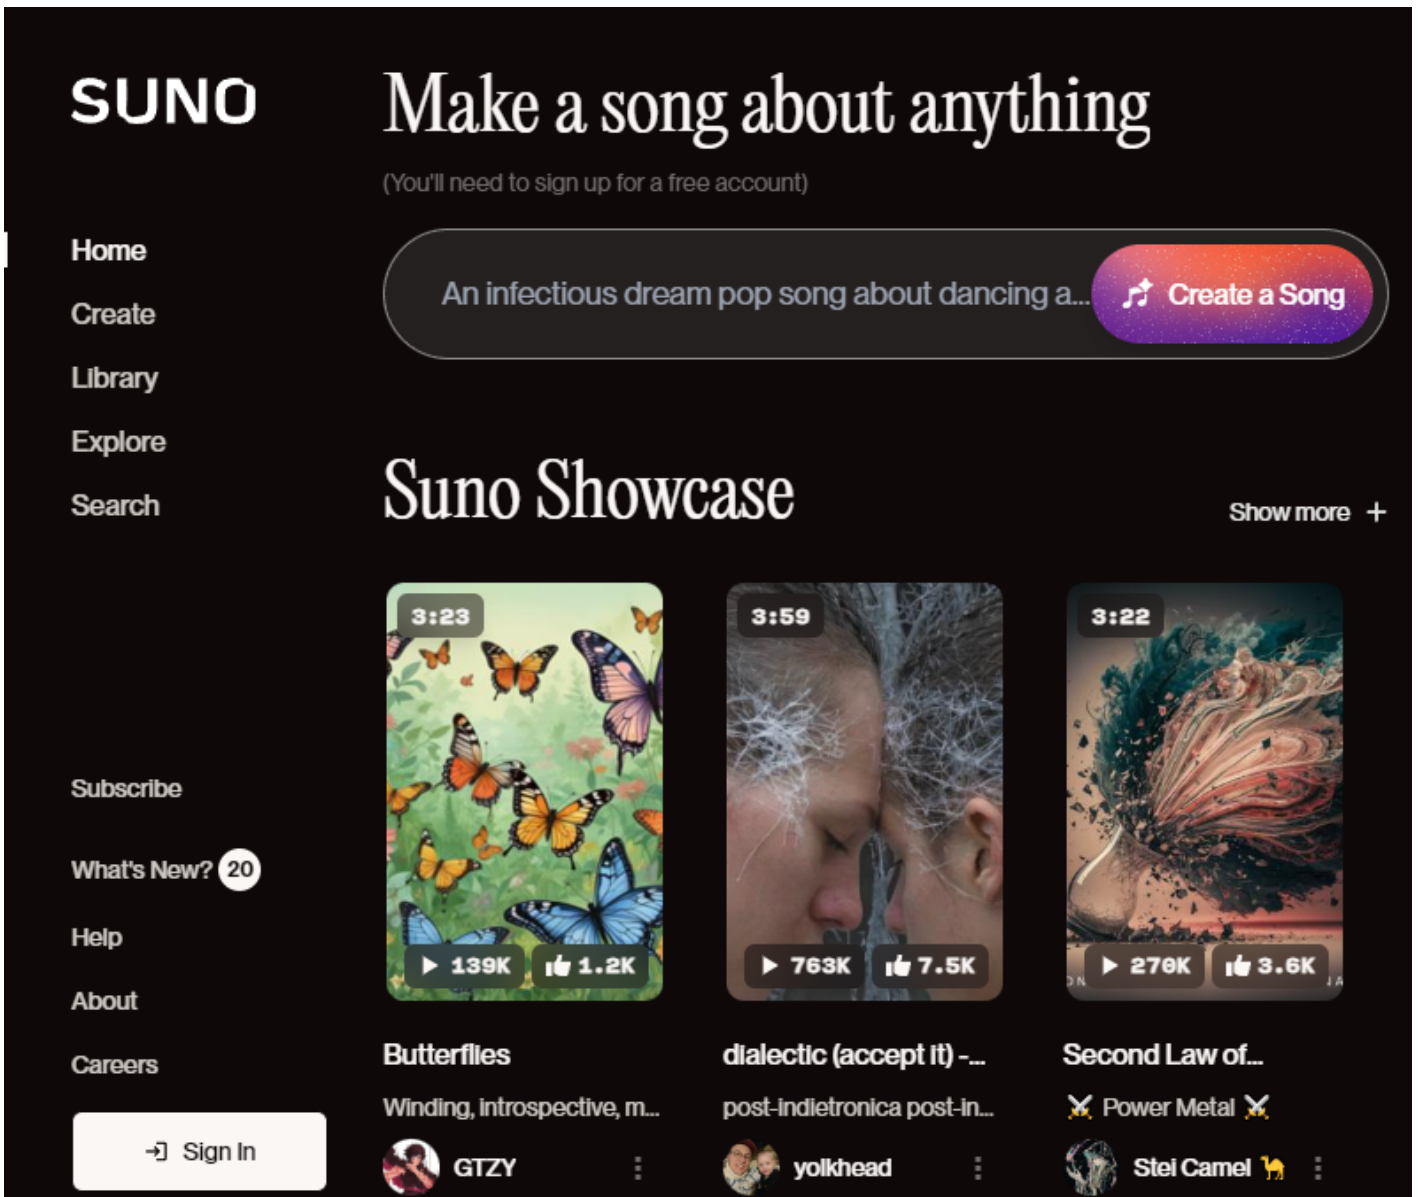 SUNO
Home
Create
Library
Explore
Search
Subscribe
What's New? 20
Help
About
Careers
Sign In
Make a song about anything
(You'll need to sign up for a free account)
An infectious dream pop song about dancing a...
Create a Song
Suno Showcase
Show more
3:23
139K
1.2K
Butterflies
Winding, introspective, m...
GTZY
3:59
763K
7.5K
dialectic (accept it) -...
post-indietronica post-in...
yolkhead
3:22
270K
3.6K
Second Law of...
⚔️ Power Metal ⚔️
Stei Camel 🐪